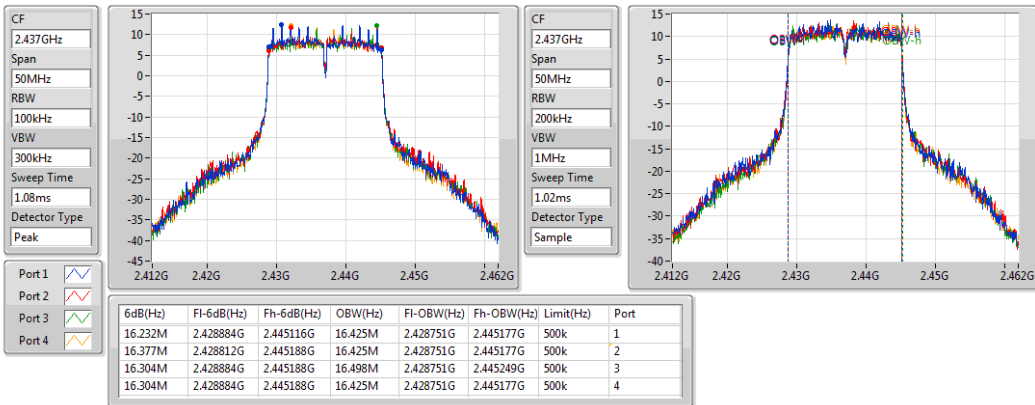 CF
2.437GHz
Span
50MHz
RBW
100kHz
VBW
300kHz
Sweep Time
1.08ms
Detector Type
Peak
15
10
5
0
-5
-10
-15
-20
-25
-30
-35
-40
-45
2.412G 2.42G 2.43G 2.44G 2.45G 2.462G
CF
2.437GHz
Span
50MHz
RBW
200kHz
VBW
1MHz
Sweep Time
1.02ms
Detector Type
Sample
15
10
5
0
-5
-10
-15
-20
-25
-30
-35
-40
2.412G 2.42G 2.43G 2.44G 2.45G 2.462G
Port 1
Port 2
Port 3
Port 4
6dB(Hz) Fl-6dB(Hz) Fh-6dB(Hz) OBW(Hz) Fl-OBW(Hz) Fh-OBW(Hz) Limit(Hz) Port
16.232M 2.428884G 2.445116G 16.425M 2.428751G 2.445177G 500k 1
16.377M 2.428812G 2.445188G 16.425M 2.428751G 2.445177G 500k 2
16.304M 2.428884G 2.445188G 16.498M 2.428751G 2.445249G 500k 3
16.304M 2.428884G 2.445188G 16.425M 2.428751G 2.445177G 500k 4